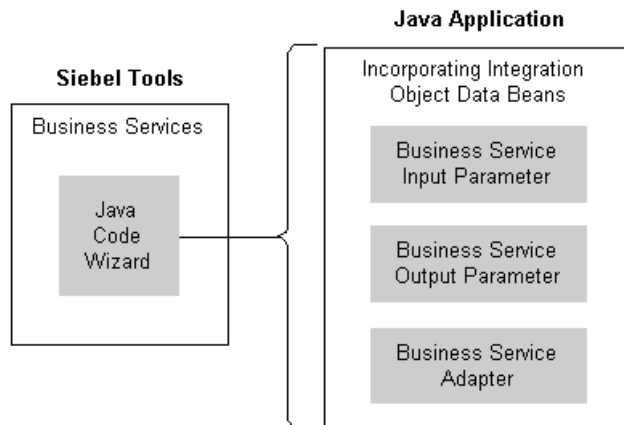 Java Application
Siebel Tools
Incorporating Integration
Object Data Beans
Business Services
Business Service
Input Parameter
Java
Code
Wizard
Business Service
Output Parameter
Business Service
Adapter